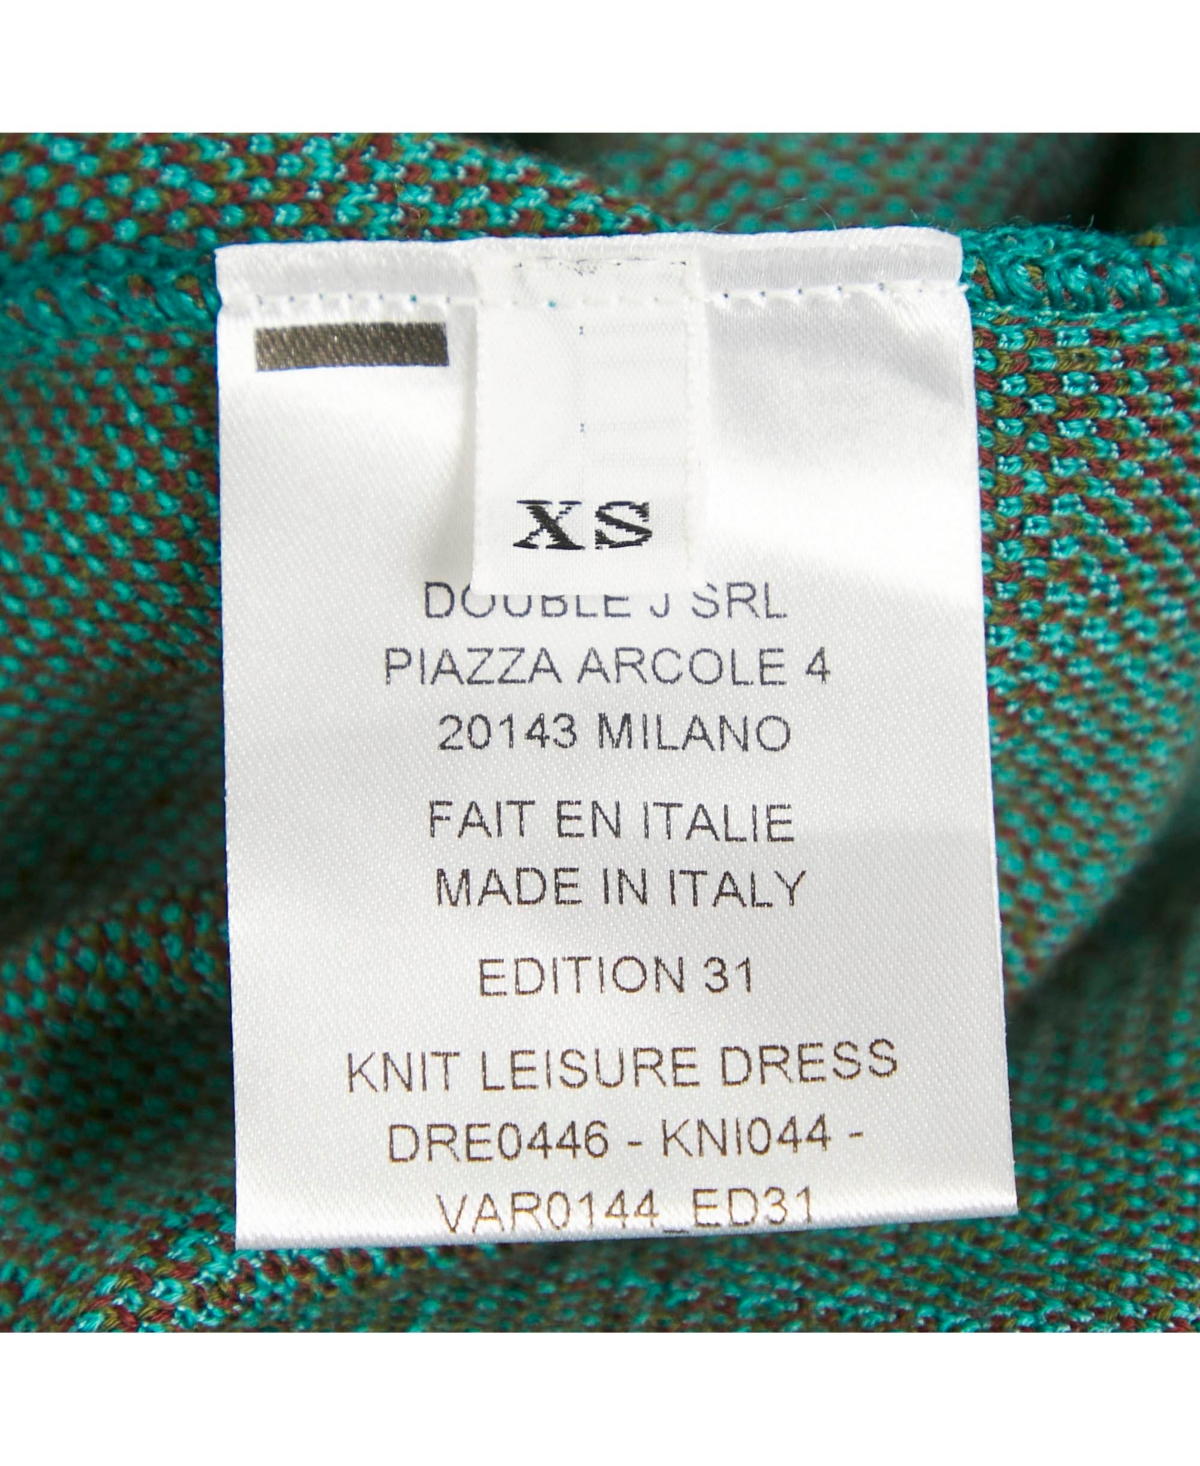 XS
DOUBLE J SRL
PIAZZA ARCOLE 4
20143 MILANO
FAIT EN ITALIE
MADE IN ITALY
EDITION 31
KNIT LEISURE DRESS
DRE0446 - KNI044 -
VAR0144_ED31